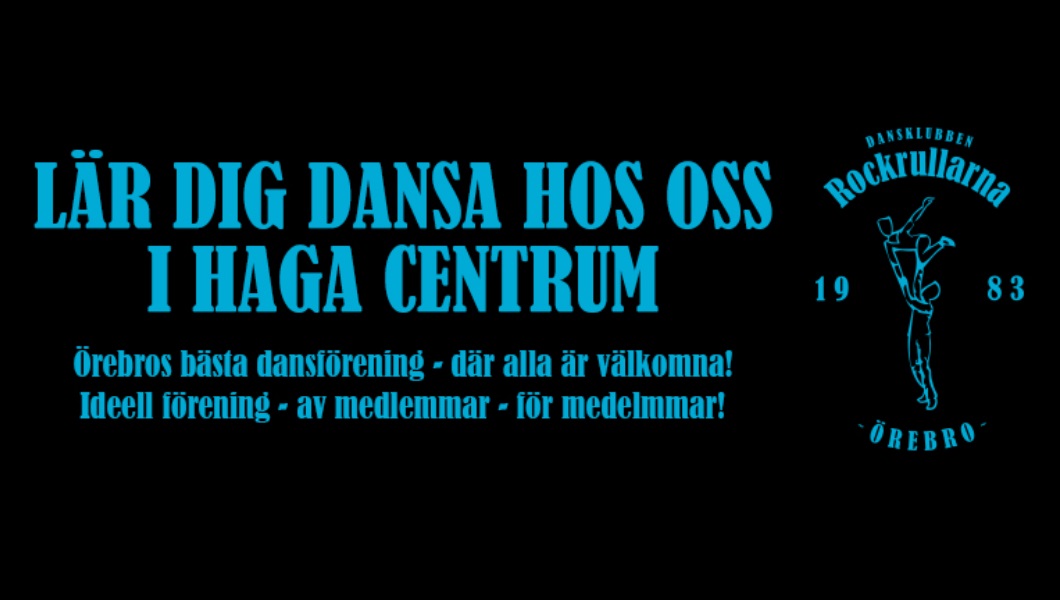 LÄR DIG DANSA HOS OSS
I HAGA CENTRUM
Örebros bästa dansförening - där alla är välkomna!
Ideell förening - av medlemmar - för medelmmar!
DANSKLUBBEN
Rockrullarna
19 83
- ÖREBRO -